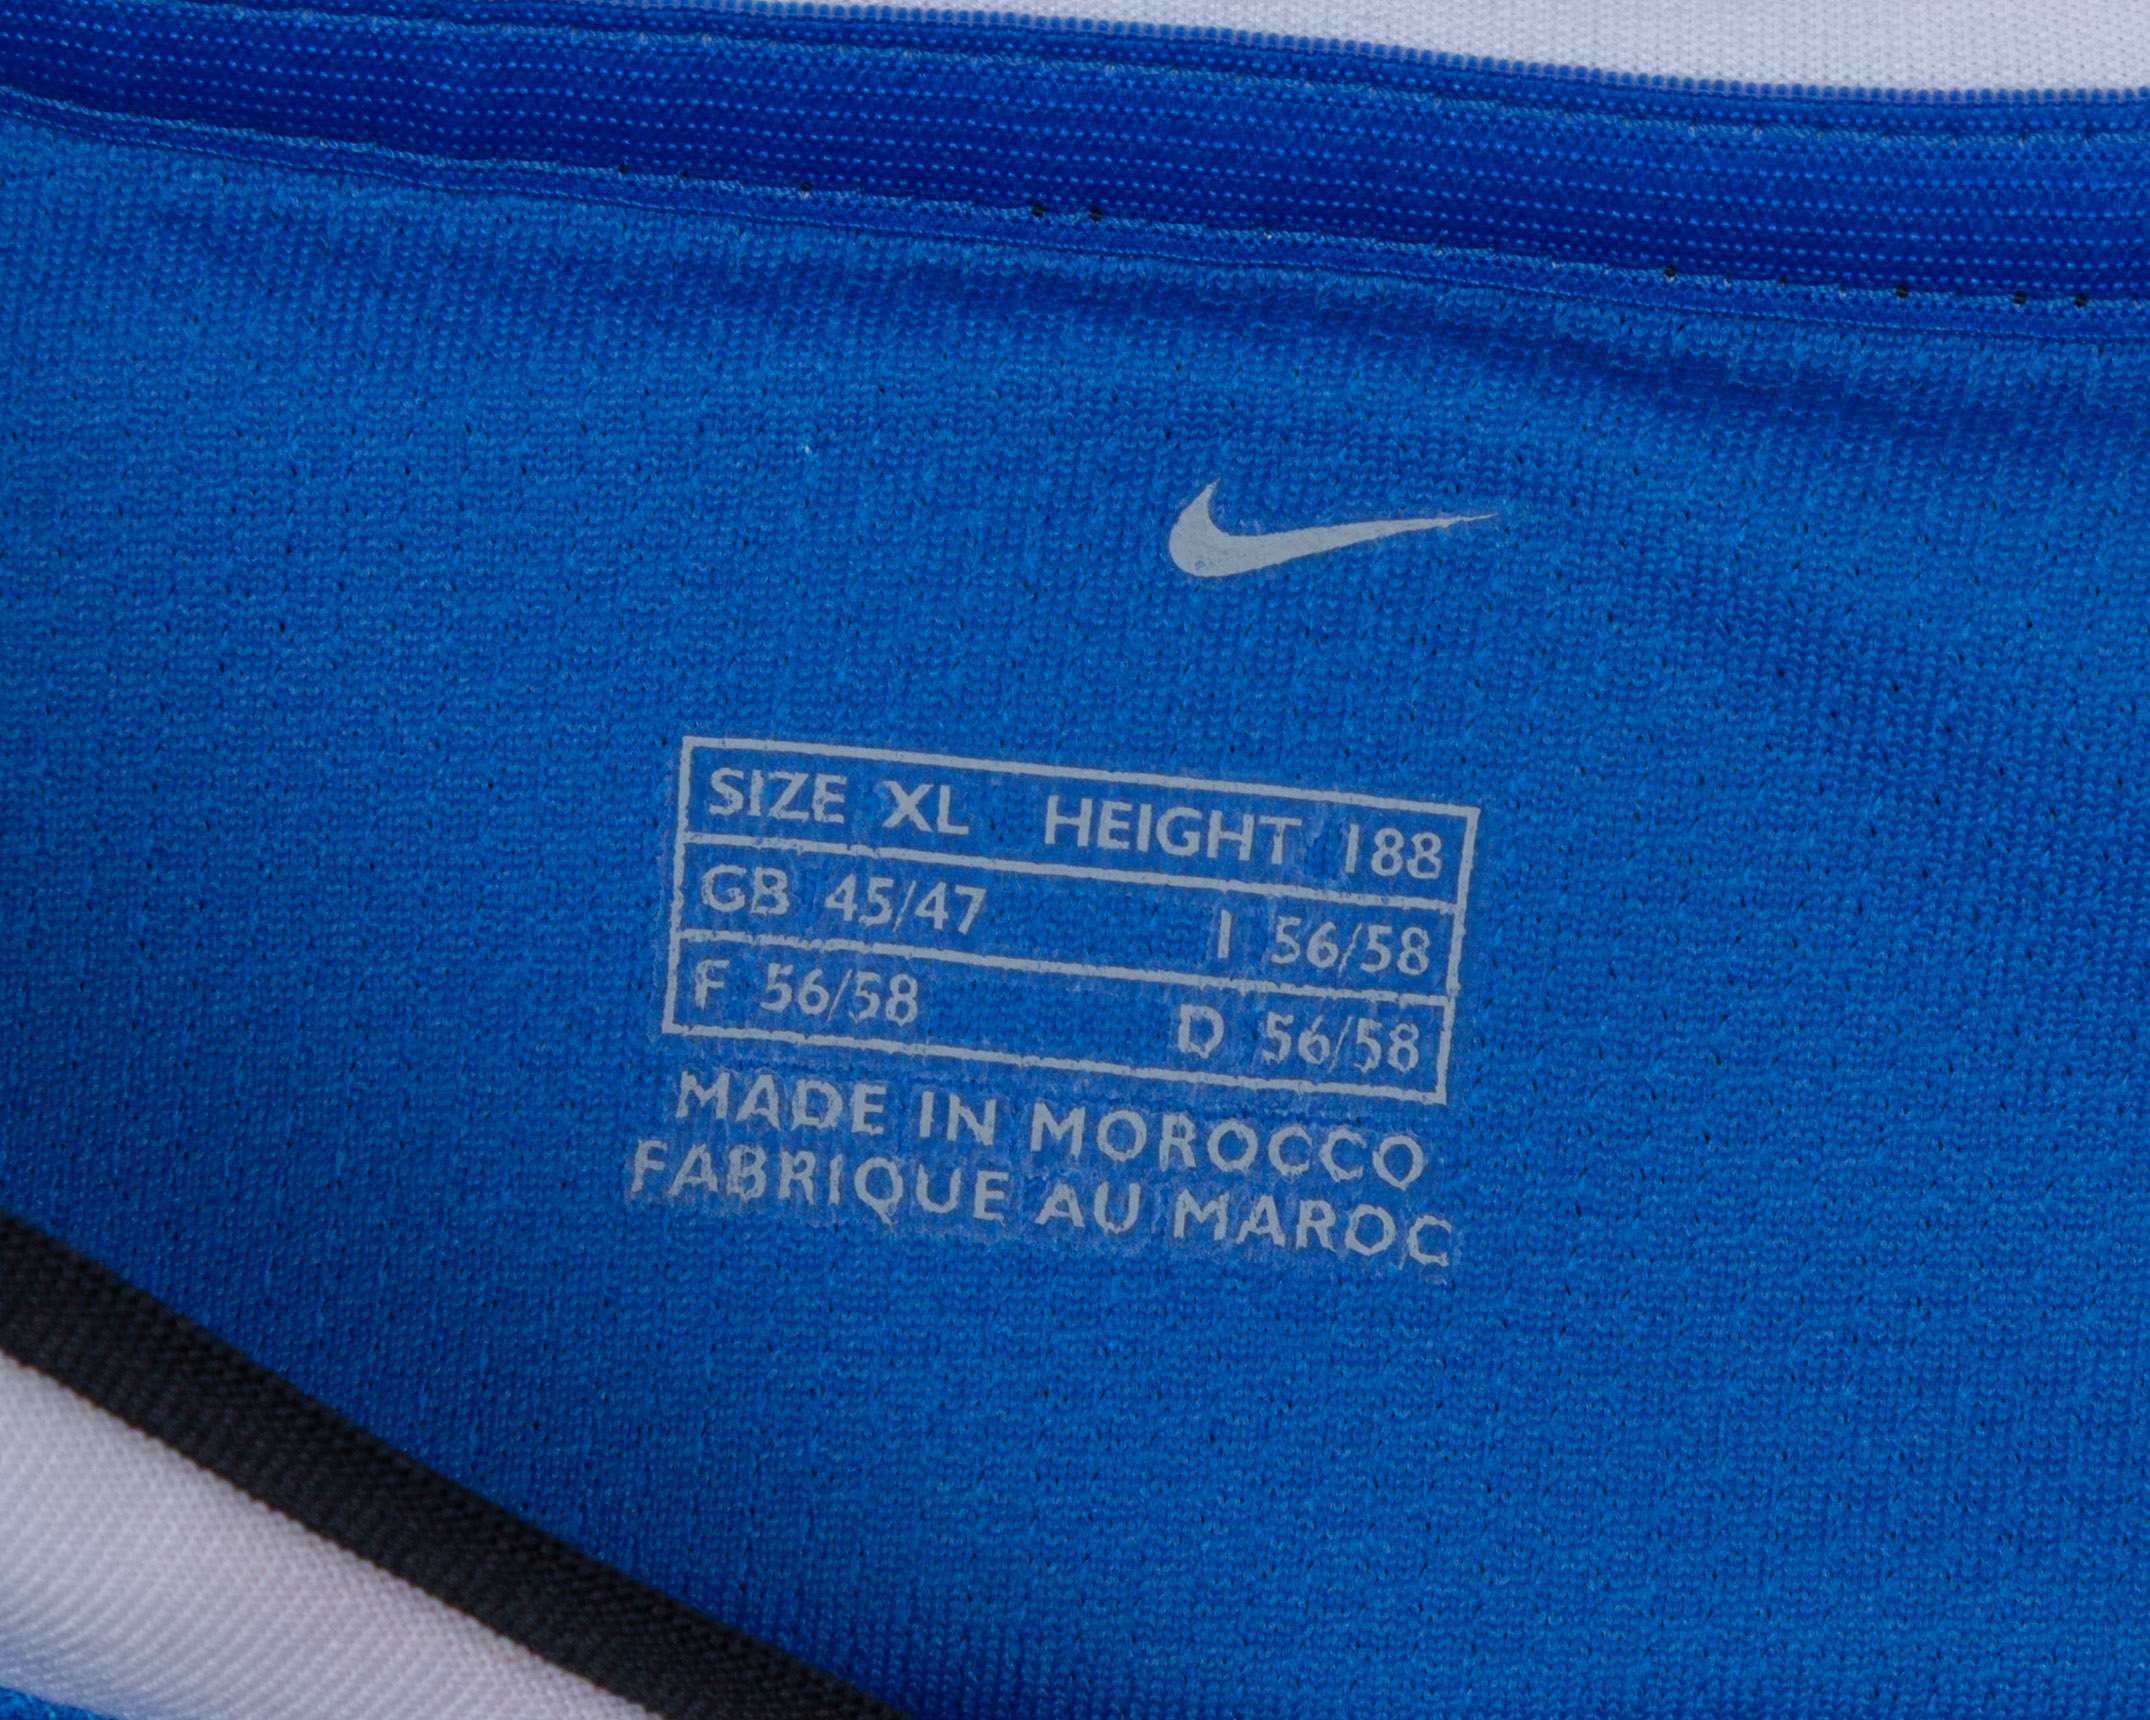 SIZE XL HEIGHT 188
GB 45/47 I 56/58
F 56/58 D 56/58
MADE IN MOROCCO
FABRIQUE AU MAROC